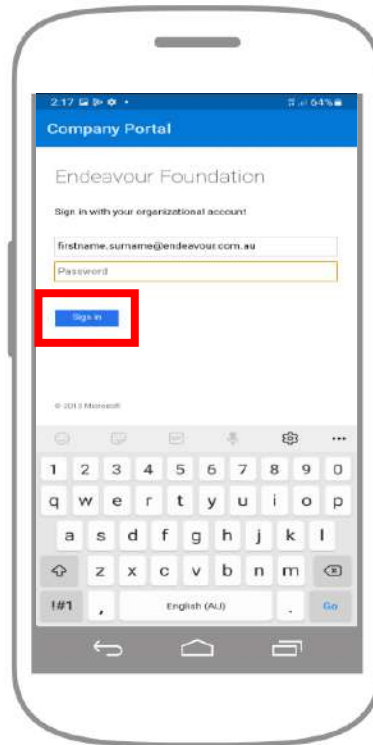 2:17 64%
Company Portal
Endeavour Foundation
Sign in with your organizational account
firstname.surname@endeavour.com.au
Password
Sign in
© 2013 Microsoft
1 2 3 4 5 6 7 8 9 0
q w e r t y u i o p
a s d f g h j k l
z x c v b n m
!#1 , English (AU) . Go